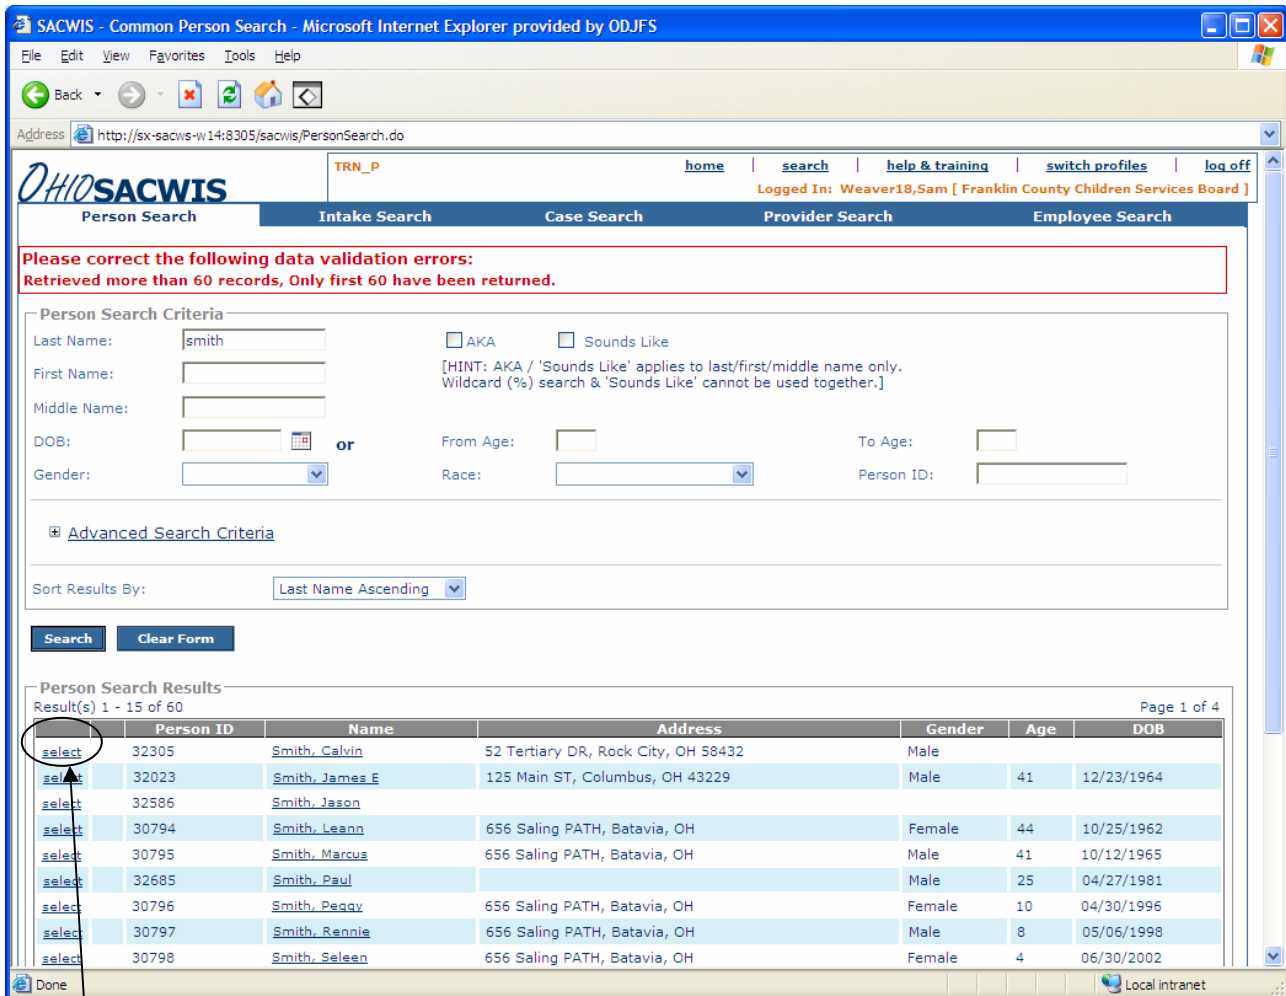 SACWIS - Common Person Search - Microsoft Internet Explorer provided by ODJFS
File Edit View Favorites Tools Help
Back
Address http://sx-sacws-w14:8305/sacwis/PersonSearch.do
OHIO SACWIS TRN_P home | search | help & training | switch profiles | log off
Logged In: Weaver18,Sam [ Franklin County Children Services Board ]
Person Search Intake Search Case Search Provider Search Employee Search
Please correct the following data validation errors:
Retrieved more than 60 records, Only first 60 have been returned.
Person Search Criteria
Last Name: smith AKA Sounds Like
First Name: [HINT: AKA / 'Sounds Like' applies to last/first/middle name only.
Wildcard (%) search & 'Sounds Like' cannot be used together.]
Middle Name:
DOB: or From Age: To Age:
Gender: Race: Person ID:
Advanced Search Criteria
Sort Results By: Last Name Ascending
Search Clear Form
Person Search Results
Result(s) 1 - 15 of 60 Page 1 of 4
Person ID Name Address Gender Age DOB
select 32305 Smith, Calvin 52 Tertiary DR, Rock City, OH 58432 Male
select 32023 Smith, James E 125 Main ST, Columbus, OH 43229 Male 41 12/23/1964
select 32586 Smith, Jason
select 30794 Smith, Leann 656 Saling PATH, Batavia, OH Female 44 10/25/1962
select 30795 Smith, Marcus 656 Saling PATH, Batavia, OH Male 41 10/12/1965
select 32685 Smith, Paul Male 25 04/27/1981
select 30796 Smith, Peggy 656 Saling PATH, Batavia, OH Female 10 04/30/1996
select 30797 Smith, Rennie 656 Saling PATH, Batavia, OH Male 8 05/06/1998
select 30798 Smith, Seleen 656 Saling PATH, Batavia, OH Female 4 06/30/2002
Done Local intranet